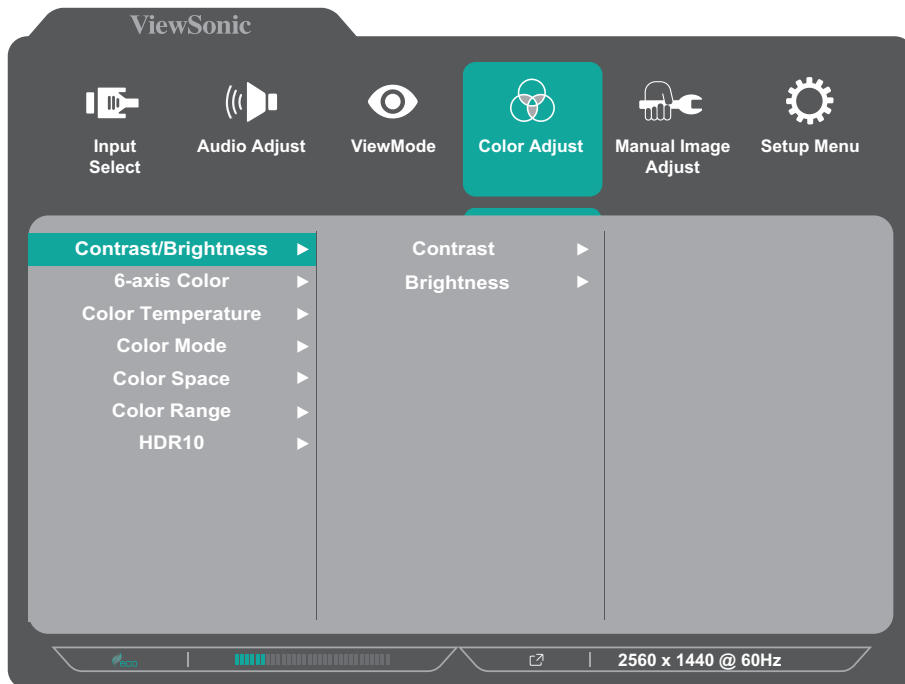 ViewSonic
Input
Select
Audio Adjust
ViewMode
Color Adjust
Manual Image
Adjust
Setup Menu
Contrast/Brightness
6-axis Color
Color Temperature
Color Mode
Color Space
Color Range
HDR10
Contrast
Brightness
eco
2560 x 1440 @ 60Hz